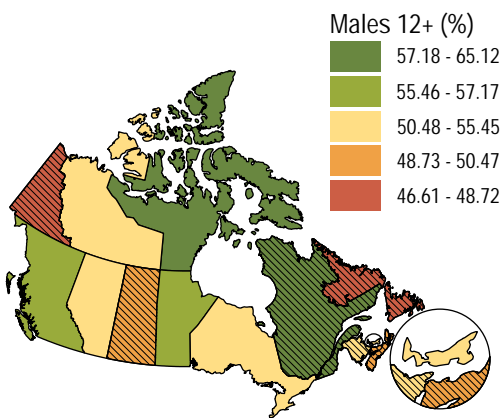 Males 12+ (%)
57.18 - 65.12
55.46 - 57.17
50.48 - 55.45
48.73 - 50.47
46.61 - 48.72